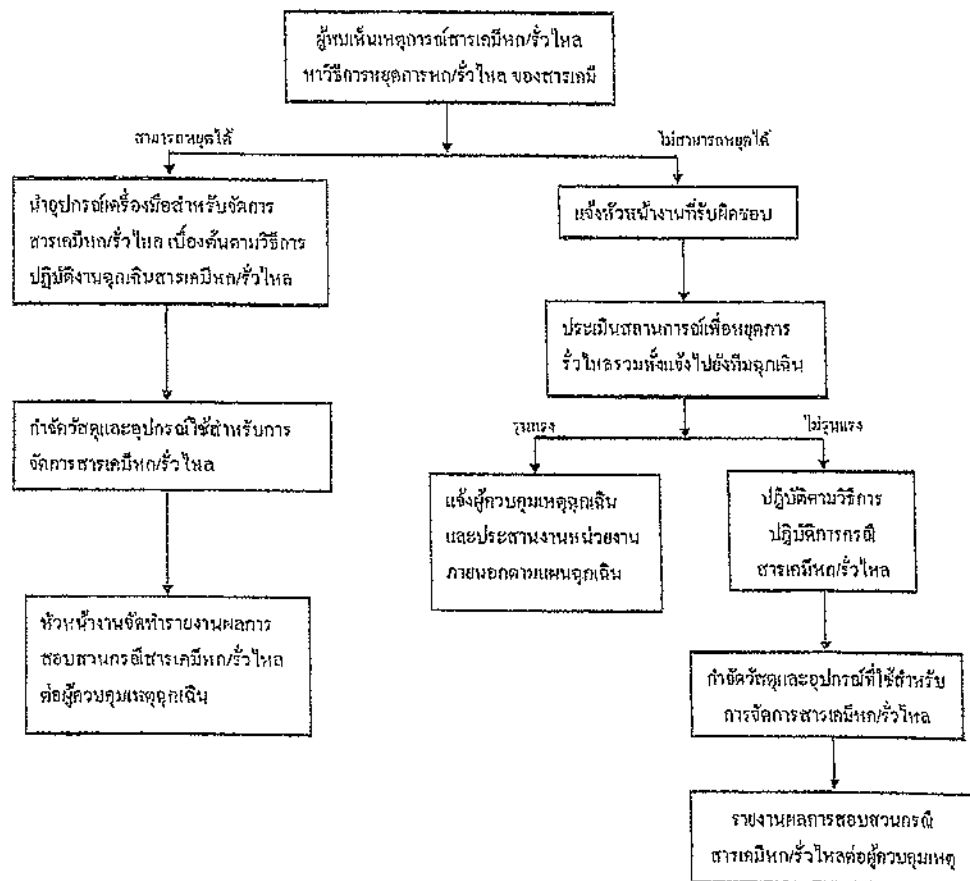 ผู้พบเห็นเหตุการณ์สารเคมีหก/รั่วไหล
หาวิธีการหยุดการหก/รั่วไหล ของสารเคมี
สามารถหยุดได้
ไม่สามารถหยุดได้
นำอุปกรณ์เครื่องมือสำหรับจัดการ
สารเคมีหก/รั่วไหล เบื้องต้นตามวิธีการ
ปฏิบัติงานฉุกเฉินสารเคมีหก/รั่วไหล
แจ้งหัวหน้างานที่รับผิดชอบ
ประเมินสถานการณ์เพื่อหยุดการ
รั่วไหลรวมทั้งแจ้งไปยังทีมฉุกเฉิน
กำจัดวัสดุและอุปกรณ์ใช้สำหรับการ
จัดการสารเคมีหก/รั่วไหล
รุนแรง
ไม่รุนแรง
แจ้งผู้ควบคุมเหตุฉุกเฉิน
และประสานงานหน่วยงาน
ภายนอกตามแผนฉุกเฉิน
ปฏิบัติตามวิธีการ
ปฏิบัติการกรณี
สารเคมีหก/รั่วไหล
หัวหน้างานจัดทำรายงานผลการ
สอบสวนกรณีสารเคมีหก/รั่วไหล
ต่อผู้ควบคุมเหตุฉุกเฉิน
กำจัดวัสดุและอุปกรณ์ที่ใช้สำหรับ
การจัดการสารเคมีหก/รั่วไหล
รายงานผลการสอบสวนกรณี
สารเคมีหก/รั่วไหลต่อผู้ควบคุมเหตุ